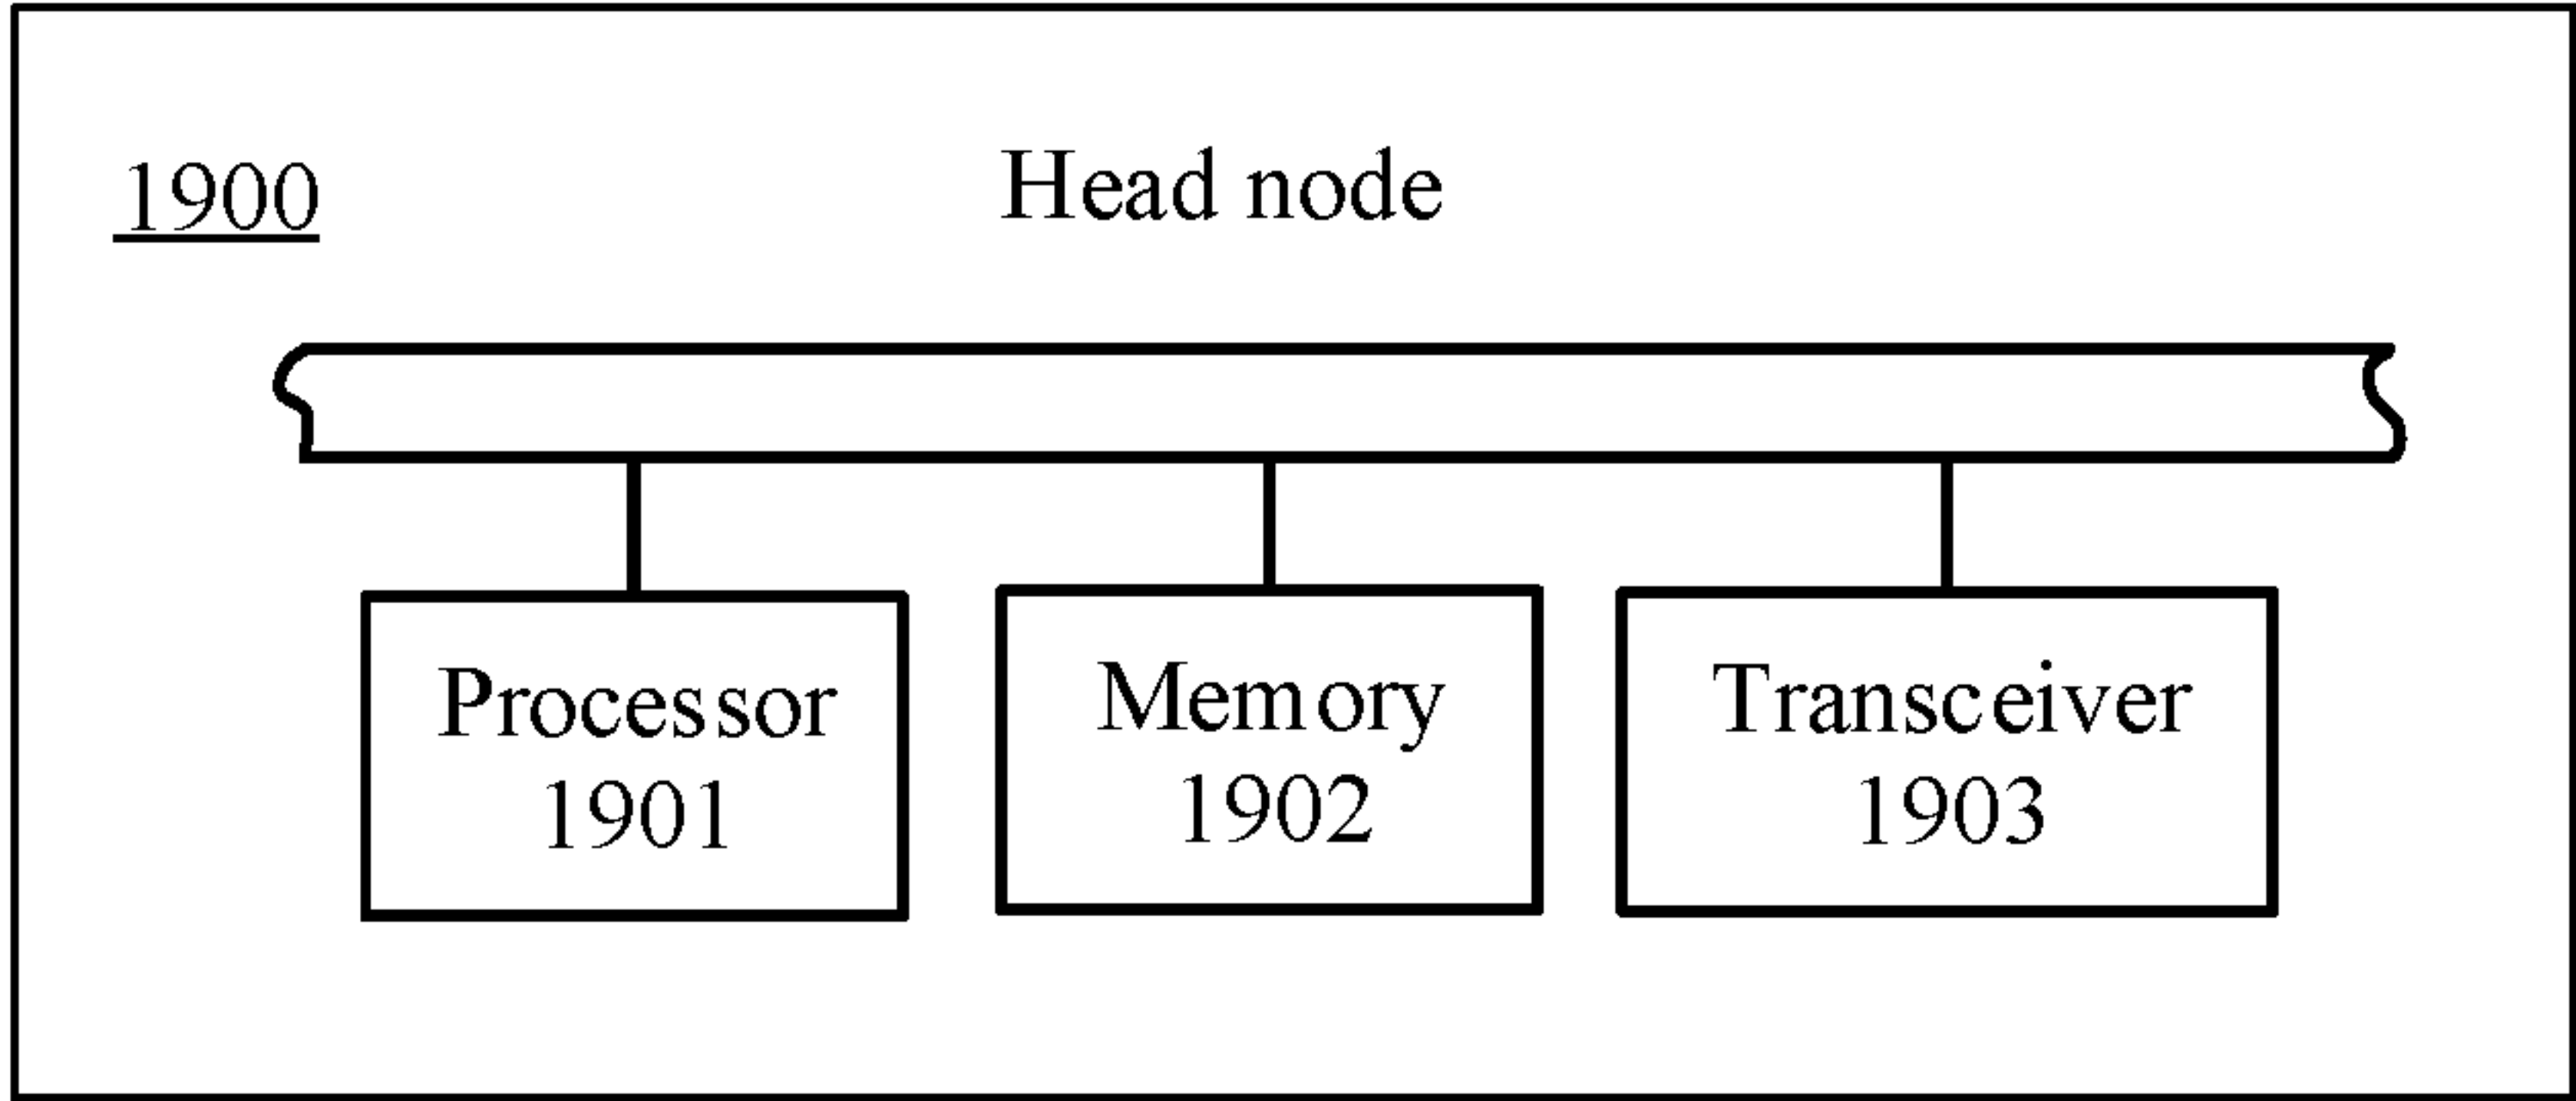 1900
Head node
Processor
1901
Memory
1902
Transceiver
1903